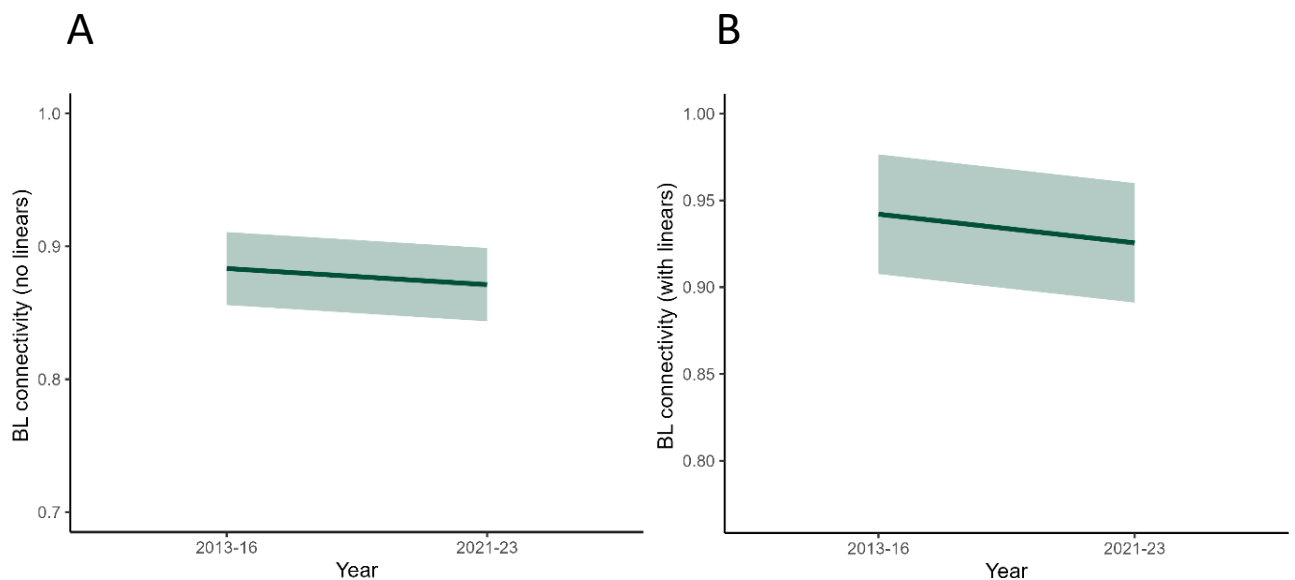 A
BL connectivity (no linears)
1.0
0.9
0.8
0.7
2013-16
2021-23
Year
B
BL connectivity (with linears)
1.00
0.95
0.90
0.85
0.80
2013-16
2021-23
Year